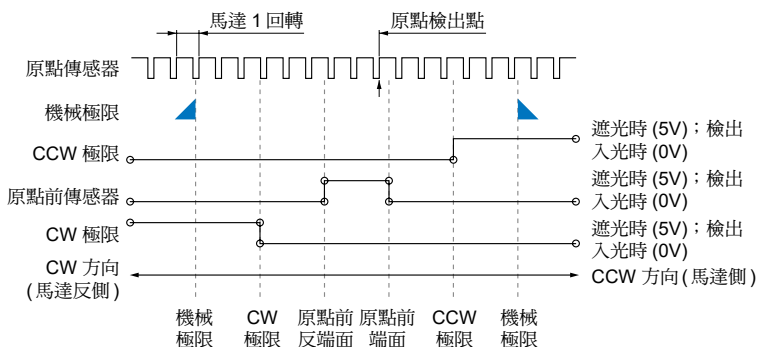 馬達 1 回轉
原點檢出點
原點傳感器
機械極限
CCW 極限
遮光時 (5V)；檢出
入光時 (0V)
原點前傳感器
遮光時 (5V)；檢出
入光時 (0V)
CW 極限
遮光時 (5V)；檢出
入光時 (0V)
CW 方向
(馬達反側)
CCW 方向(馬達側)
機械
極限
CW
極限
原點前
反端面
原點前
端面
CCW
極限
機械
極限